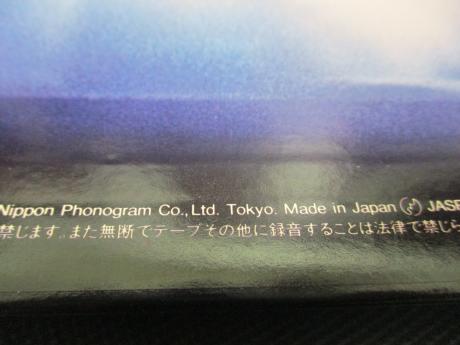 Nippon Phonogram Co., Ltd. Tokyo. Made in Japan JASR
禁じます。また無断でテープその他に録音することは法律で禁じら